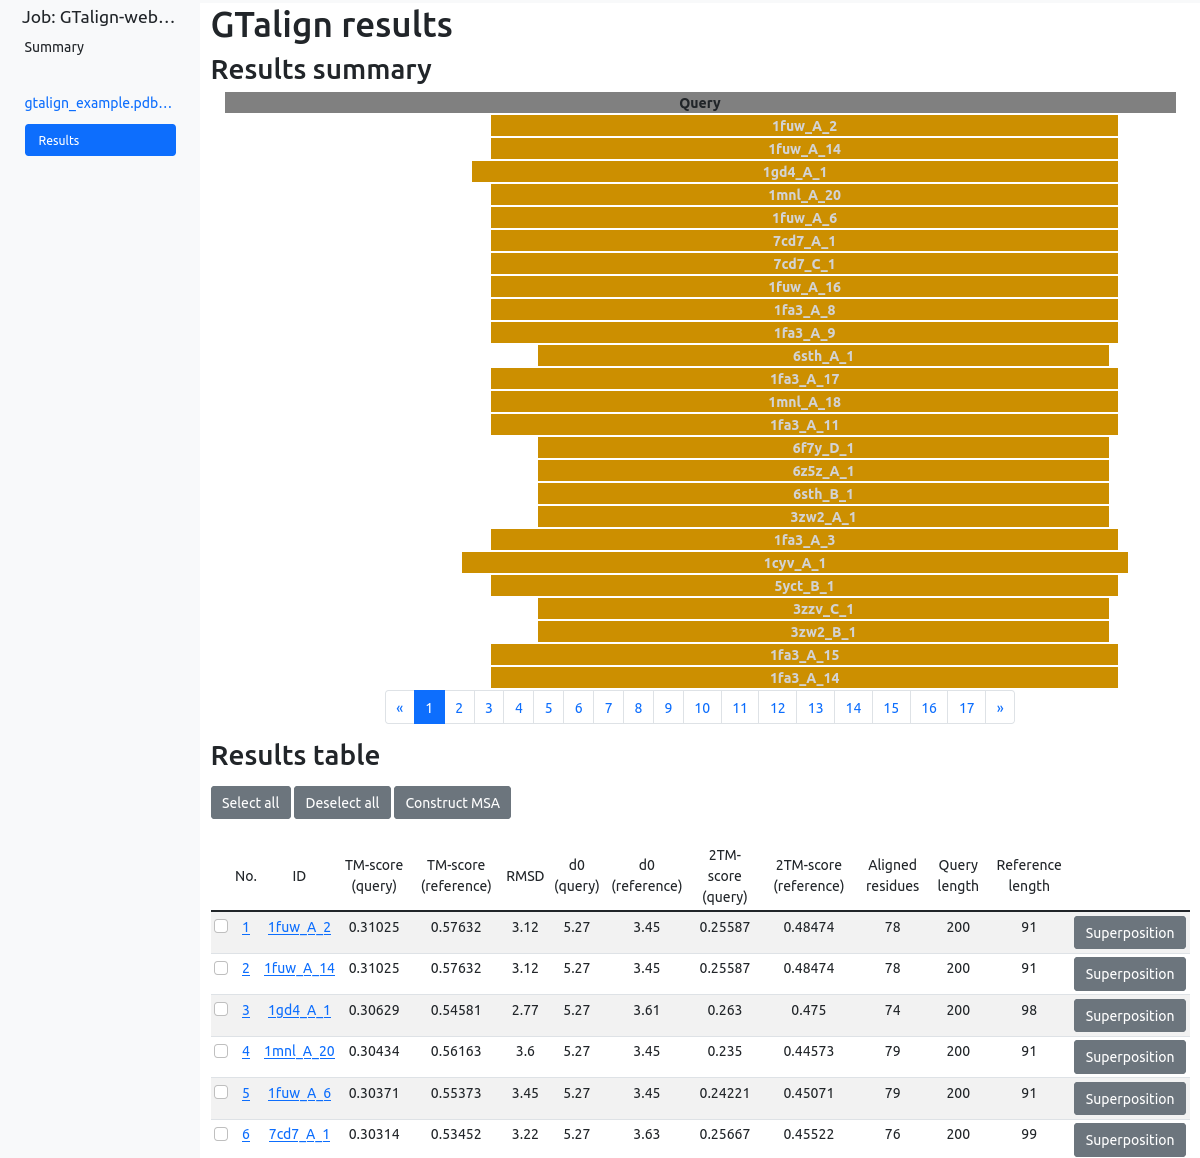 Job: GTalign-web...
Summary
gtalign_example.pdb...
Results
GTalign results
Results summary
Query
1fuw_A_2
1fuw_A_14
1gd4_A_1
1mnl_A_20
1fuw_A_6
7cd7_A_1
7cd7_C_1
1fuw_A_16
1fa3_A_8
1fa3_A_9
6sth_A_1
1fa3_A_17
1mnl_A_18
1fa3_A_11
6f7y_D_1
6z5z_A_1
6sth_B_1
3zw2_A_1
1fa3_A_3
1cyv_A_1
5yct_B_1
3zzv_C_1
3zw2_B_1
1fa3_A_15
1fa3_A_14
« 1 2 3 4 5 6 7 8 9 10 11 12 13 14 15 16 17 »
Results table
Select all Deselect all Construct MSA
No. ID TM-score (query) TM-score (reference) RMSD d0 (query) d0 (reference) 2TM-score (query) 2TM-score (reference) Aligned residues Query length Reference length
1 1fuw_A_2 0.31025 0.57632 3.12 5.27 3.45 0.25587 0.48474 78 200 91 Superposition
2 1fuw_A_14 0.31025 0.57632 3.12 5.27 3.45 0.25587 0.48474 78 200 91 Superposition
3 1gd4_A_1 0.30629 0.54581 2.77 5.27 3.61 0.263 0.475 74 200 98 Superposition
4 1mnl_A_20 0.30434 0.56163 3.6 5.27 3.45 0.235 0.44573 79 200 91 Superposition
5 1fuw_A_6 0.30371 0.55373 3.45 5.27 3.45 0.24221 0.45071 79 200 91 Superposition
6 7cd7_A_1 0.30314 0.53452 3.22 5.27 3.63 0.25667 0.45522 76 200 99 Superposition